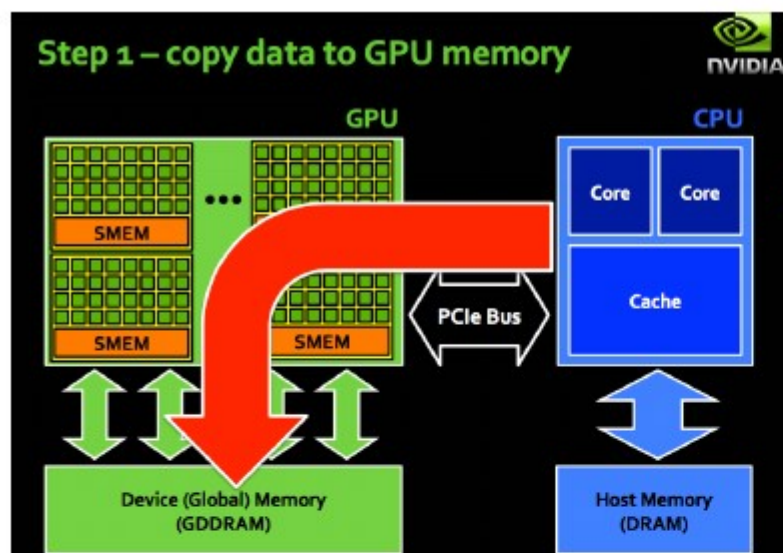 Step 1 – copy data to GPU memory
NVIDIA
GPU
CPU
SMEM
SMEM
SMEM
Core
Core
Cache
PCIe Bus
Device (Global) Memory
(GDDRAM)
Host Memory
(DRAM)